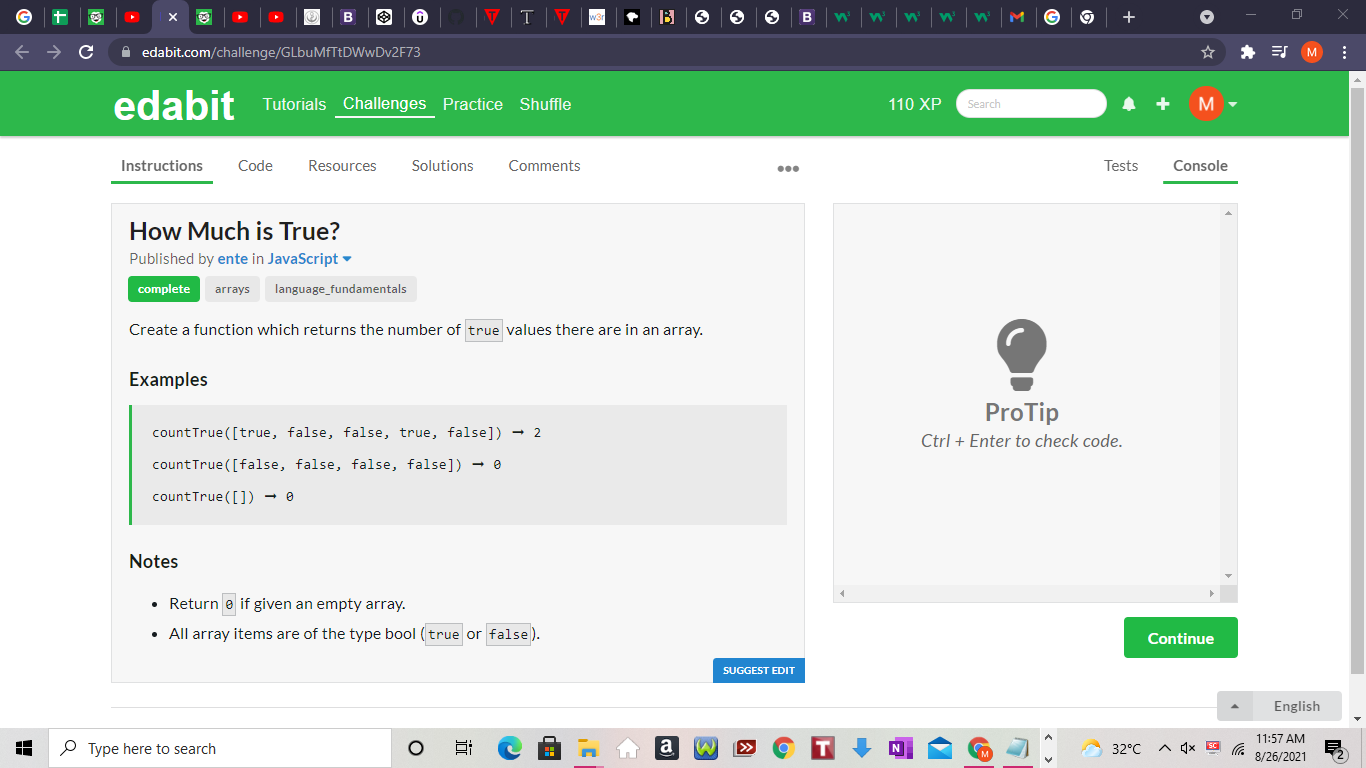 edabit.com/challenge/GLbuMfTtDWwDv2F73
M
edabit
Tutorials Challenges Practice Shuffle
110 XP Search M
Instructions Code Resources Solutions Comments
Tests Console
How Much is True?
Published by ente in JavaScript
complete arrays language_fundamentals
Create a function which returns the number of true values there are in an array.
Examples
countTrue([true, false, false, true, false]) ➞ 2
countTrue([false, false, false, false]) ➞ 0
countTrue([]) ➞ 0
Notes
• Return 0 if given an empty array.
• All array items are of the type bool (true or false).
SUGGEST EDIT
ProTip
Ctrl + Enter to check code.
Continue
English
Type here to search
32°C
11:57 AM
8/26/2021
2